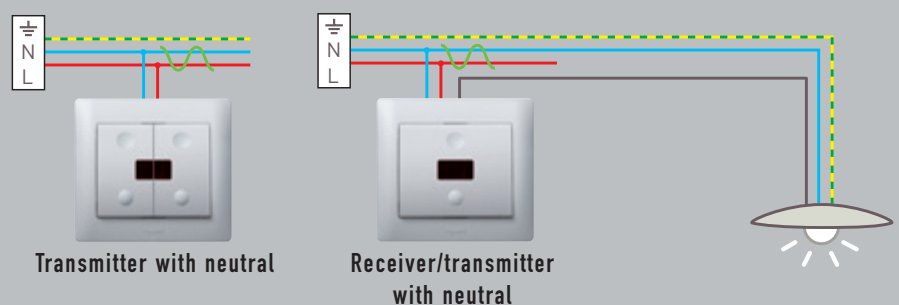 N
L
N
L
Transmitter with neutral
Receiver/transmitter
with neutral